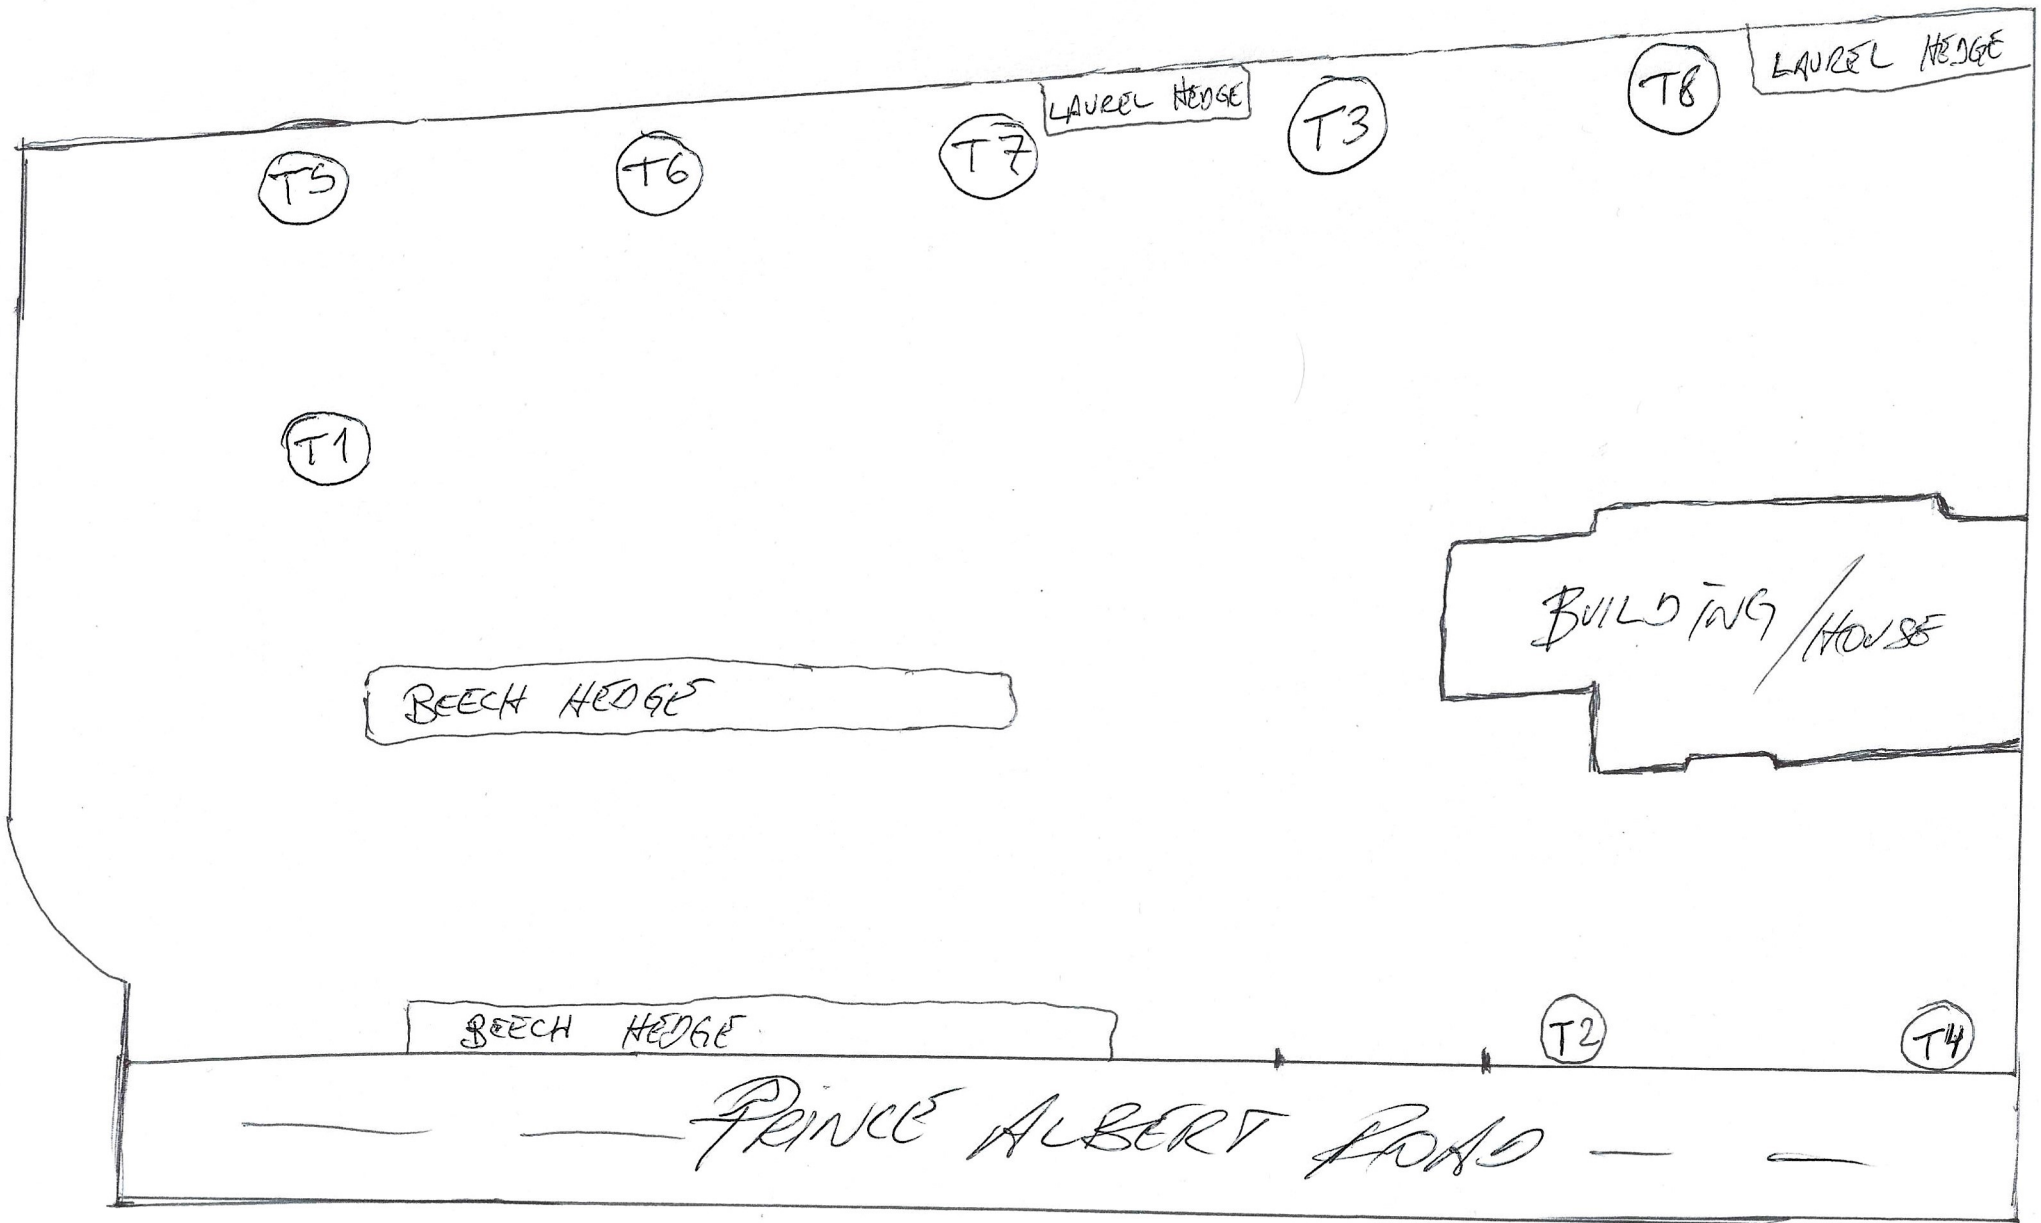 LAUREL HEDGE
T8
LAUREL HEDGE
T3
T7
T6
T5
T1
BUILDING / HOUSE
BEECH HEDGE
BEECH HEDGE
T2
T4
PRINCE ALBERT ROAD